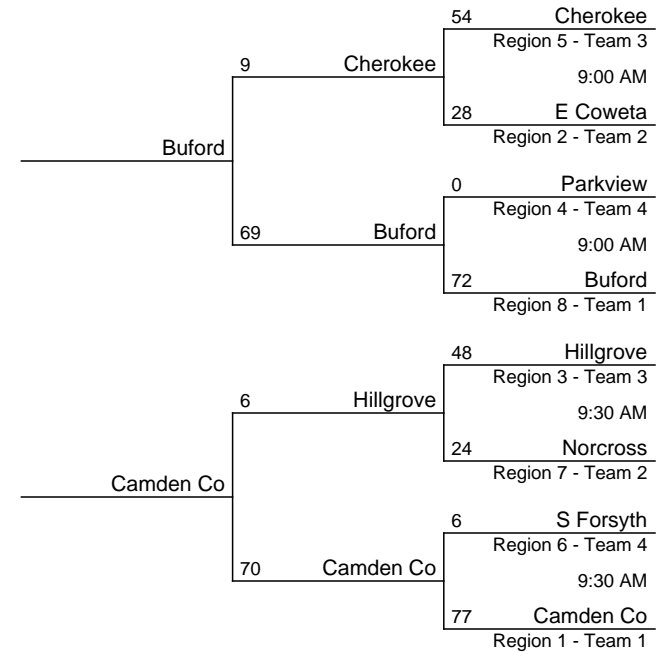 54 Cherokee
Region 5 - Team 3
9 Cherokee
9:00 AM
28 E Coweta
Region 2 - Team 2
Buford
0 Parkview
Region 4 - Team 4
69 Buford
9:00 AM
72 Buford
Region 8 - Team 1
48 Hillgrove
Region 3 - Team 3
6 Hillgrove
9:30 AM
24 Norcross
Region 7 - Team 2
Camden Co
6 S Forsyth
Region 6 - Team 4
70 Camden Co
9:30 AM
77 Camden Co
Region 1 - Team 1